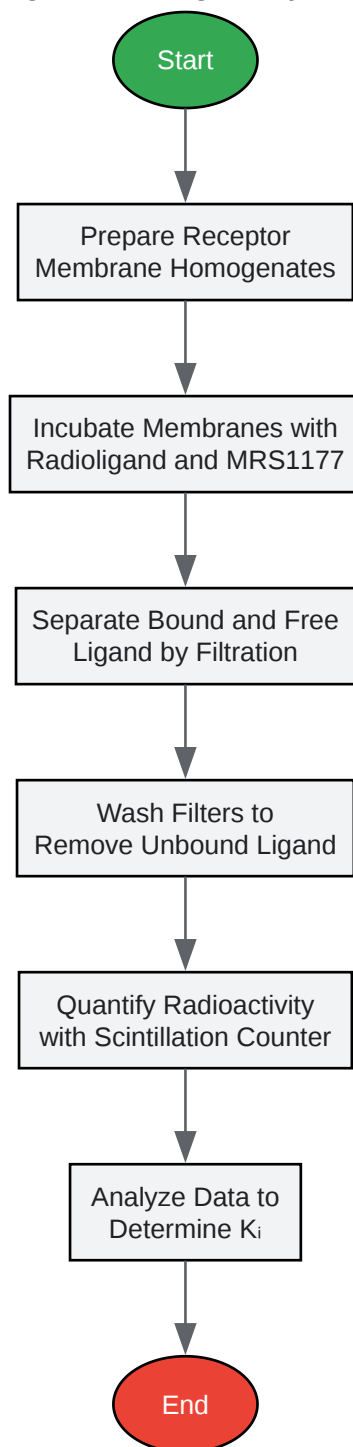 Start
Prepare Receptor
Membrane Homogenates
Incubate Membranes with
Radioligand and MRS1177
Separate Bound and Free
Ligand by Filtration
Wash Filters to
Remove Unbound Ligand
Quantify Radioactivity
with Scintillation Counter
Analyze Data to
Determine Kᵢ
End